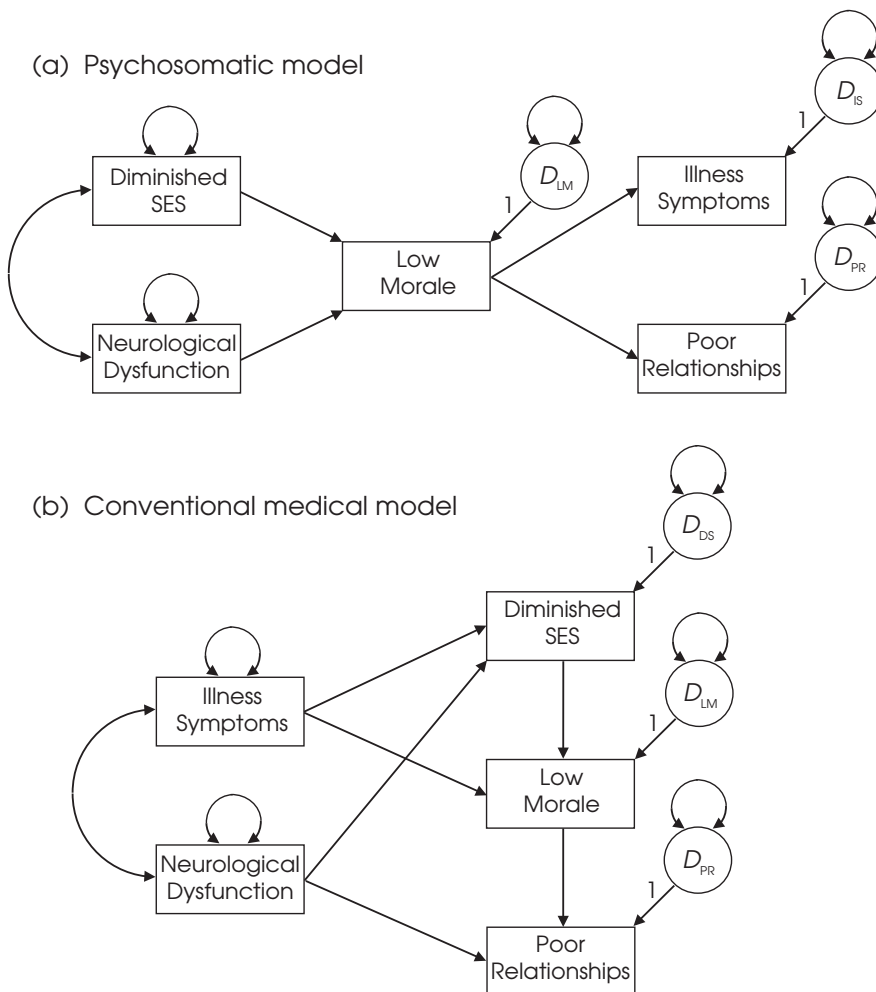 (a) Psychosomatic model
D_IS
1
Diminished
SES
D_LM
1
Illness
Symptoms
D_PR
1
Low
Morale
Neurological
Dysfunction
Poor
Relationships
(b) Conventional medical model
D_DS
1
Diminished
SES
Illness
Symptoms
D_LM
1
Low
Morale
Neurological
Dysfunction
D_PR
1
Poor
Relationships